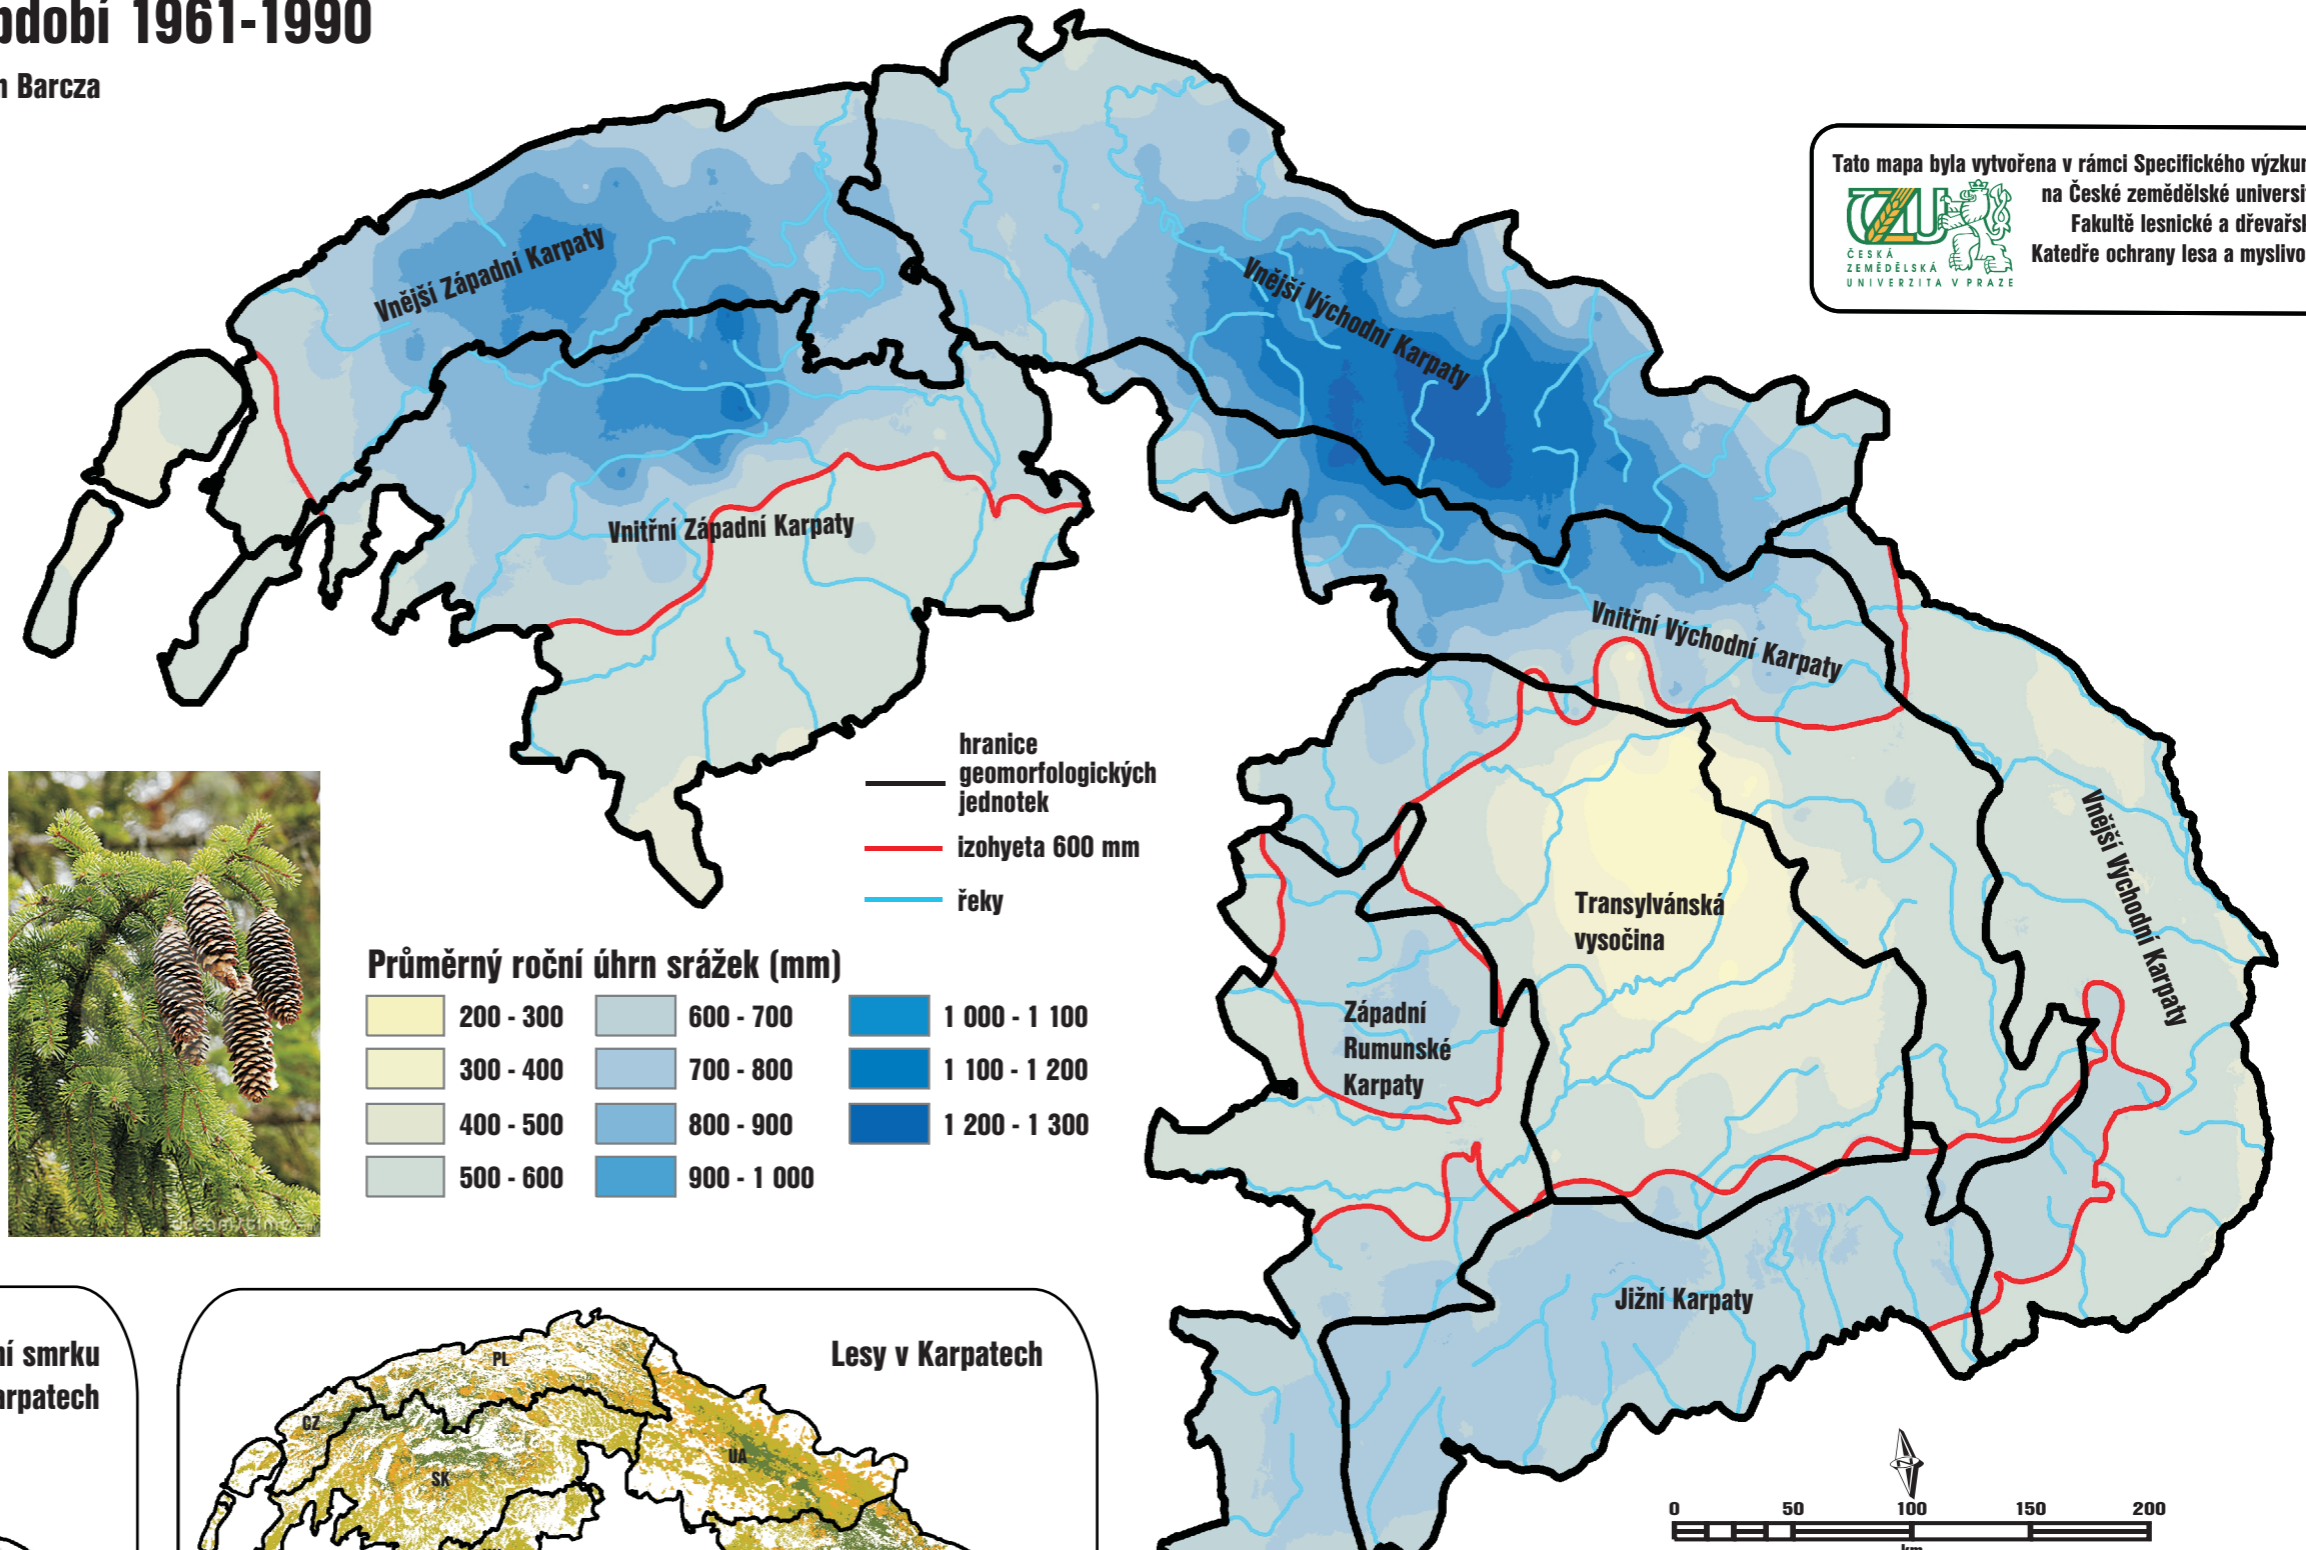 období 1961-1990
n Barcza
Tato mapa byla vytvořena v rámci Specifického
na České zemědělské
Fakultě lesnické a
Katedře ochrany lesa a
ČESKÁ
ZEMĚDĚLSKÁ
UNIVERZITA V PRAZE
Vnější Západní Karpaty
Vnější Východní Karpaty
Vnitřní Západní Karpaty
Vnitřní Východní Karpaty
Vnější Východní Karpaty
Transylvánská
vysočina
Západní
Rumunské
Karpaty
Jižní Karpaty
hranice
geomorfologických
jednotek
izohyeta 600 mm
řeky
Průměrný roční úhrn srážek (mm)
200 - 300
300 - 400
400 - 500
500 - 600
600 - 700
700 - 800
800 - 900
900 - 1 000
1 000 - 1 100
1 100 - 1 200
1 200 - 1 300
dreamstime
smrku
Karpatech
Lesy v Karpatech
PL
CZ
SK
UA
0 50 100 150 200
km